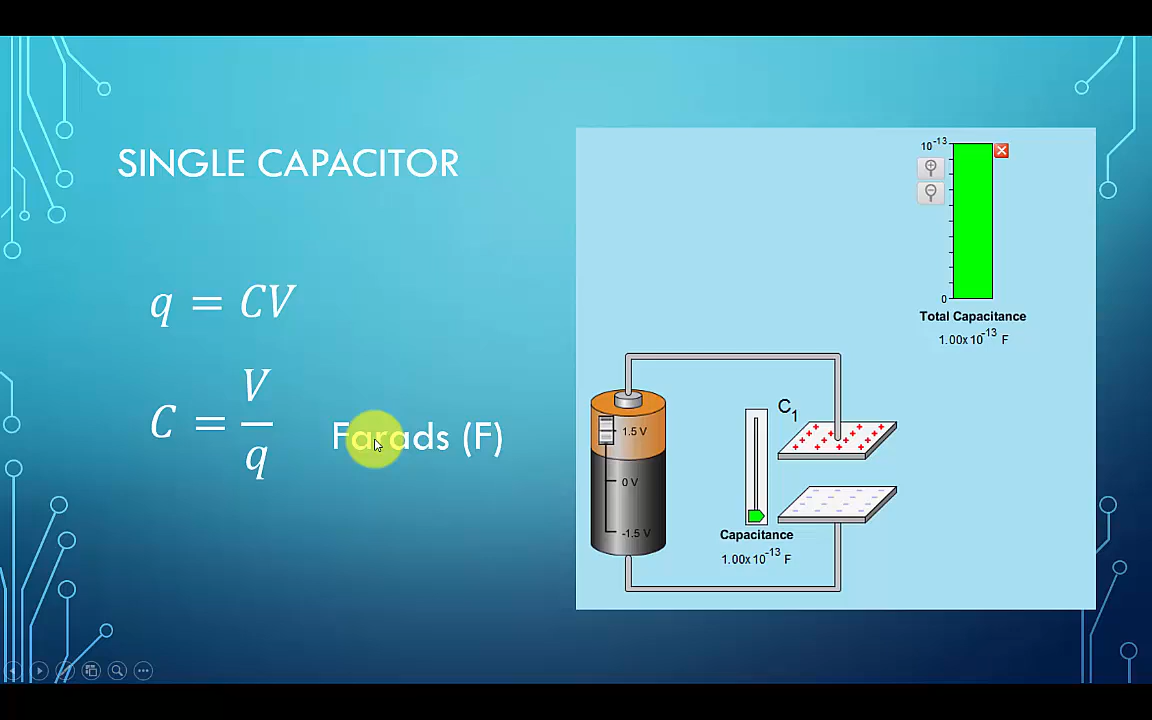 SINGLE CAPACITOR
q = CV
C = V/q
Farads (F)
10-13
0
Total Capacitance
1.00x10-13 F
1.5 V
0 V
-1.5 V
C1
Capacitance
1.00x10-13 F